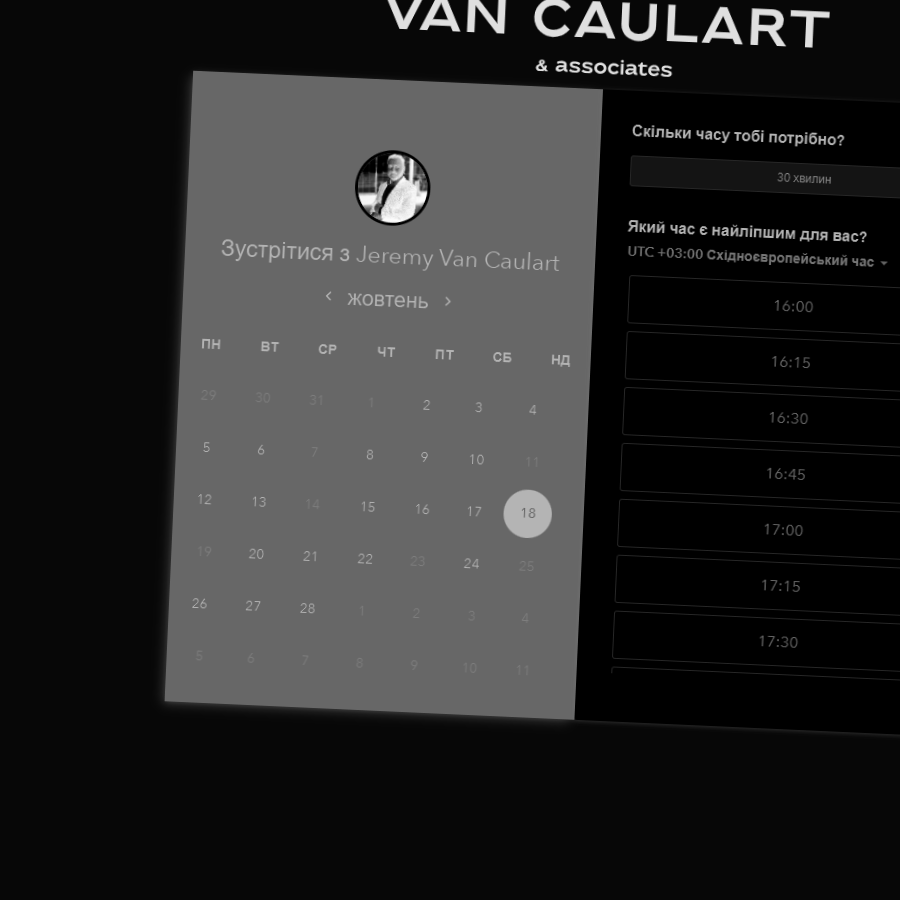 VAN CAULART
& associates
Зустрітися з Jeremy Van Caulart
жовтень
ПН ВТ СР ЧТ ПТ СБ НД
29 30 31 1 2 3 4
5 6 7 8 9 10 11
12 13 14 15 16 17 18
19 20 21 22 23 24 25
26 27 28 1 2 3 4
5 6 7 8 9 10 11
Скільки часу тобі потрібно?
30 хвилин
Який час є найліпшим для вас?
UTC +03:00 Східноєвропейський час
16:00
16:15
16:30
16:45
17:00
17:15
17:30